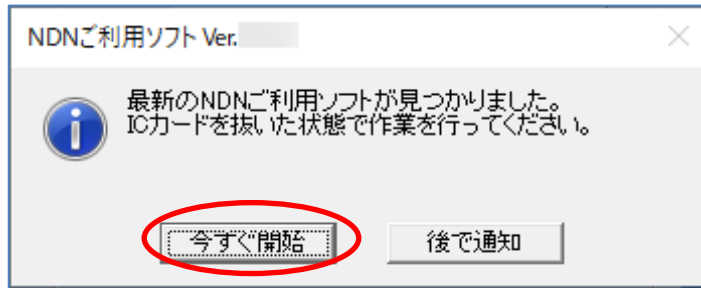 NDNご利用ソフト Ver.
最新のNDNご利用ソフトが見つかりました。
ICカードを抜いた状態で作業を行ってください。
今すぐ開始
後で通知